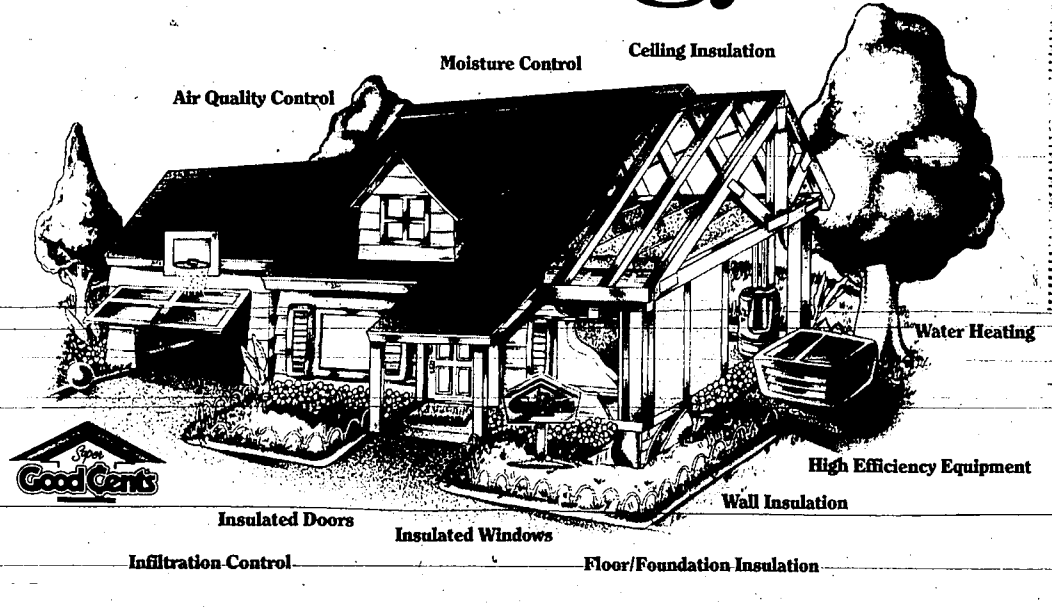 Ceiling Insulation
Moisture Control
Air Quality Control
Water Heating
Super
Good Cents
High Efficiency Equipment
Wall Insulation
Insulated Doors
Insulated Windows
Infiltration Control
Floor/Foundation Insulation